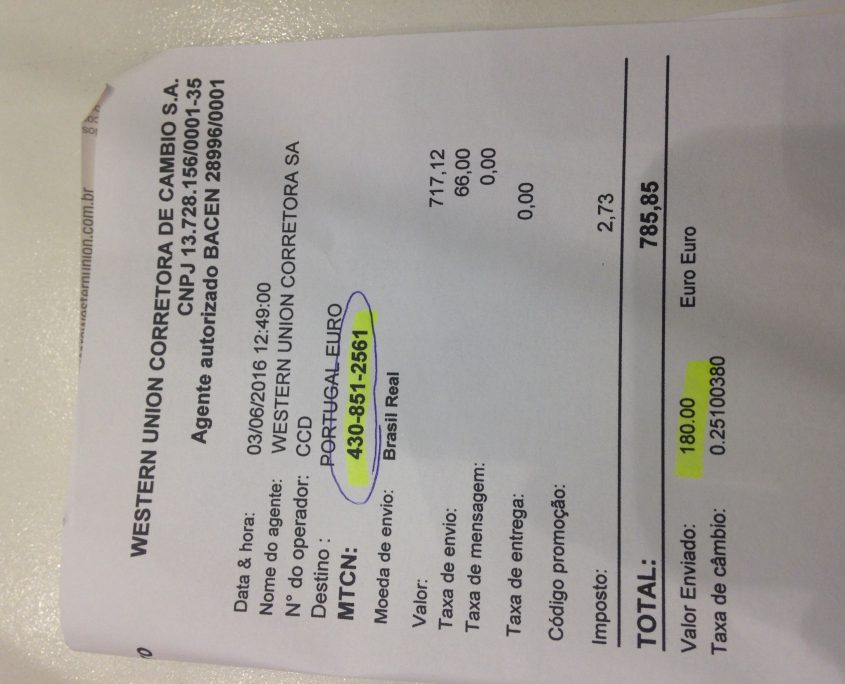 www.westernunion.com.br
WESTERN UNION CORRETORA DE CAMBIO S.A.
CNPJ 13.728.156/0001-35
Agente autorizado BACEN 28996/0001
Data & hora: 03/06/2016 12:49:00
Nome do agente: WESTERN UNION CORRETORA SA
N° do operador: CCD
Destino : PORTUGAL EURO
MTCN: 430-851-2561
Moeda de envio: Brasil Real
Valor: 717,12
Taxa de envio: 66,00
Taxa de mensagem: 0,00
Taxa de entrega: 0,00
Código promoção:
Imposto: 2,73
TOTAL: 785,85
Valor Enviado: 180.00 Euro Euro
Taxa de câmbio: 0.25100380